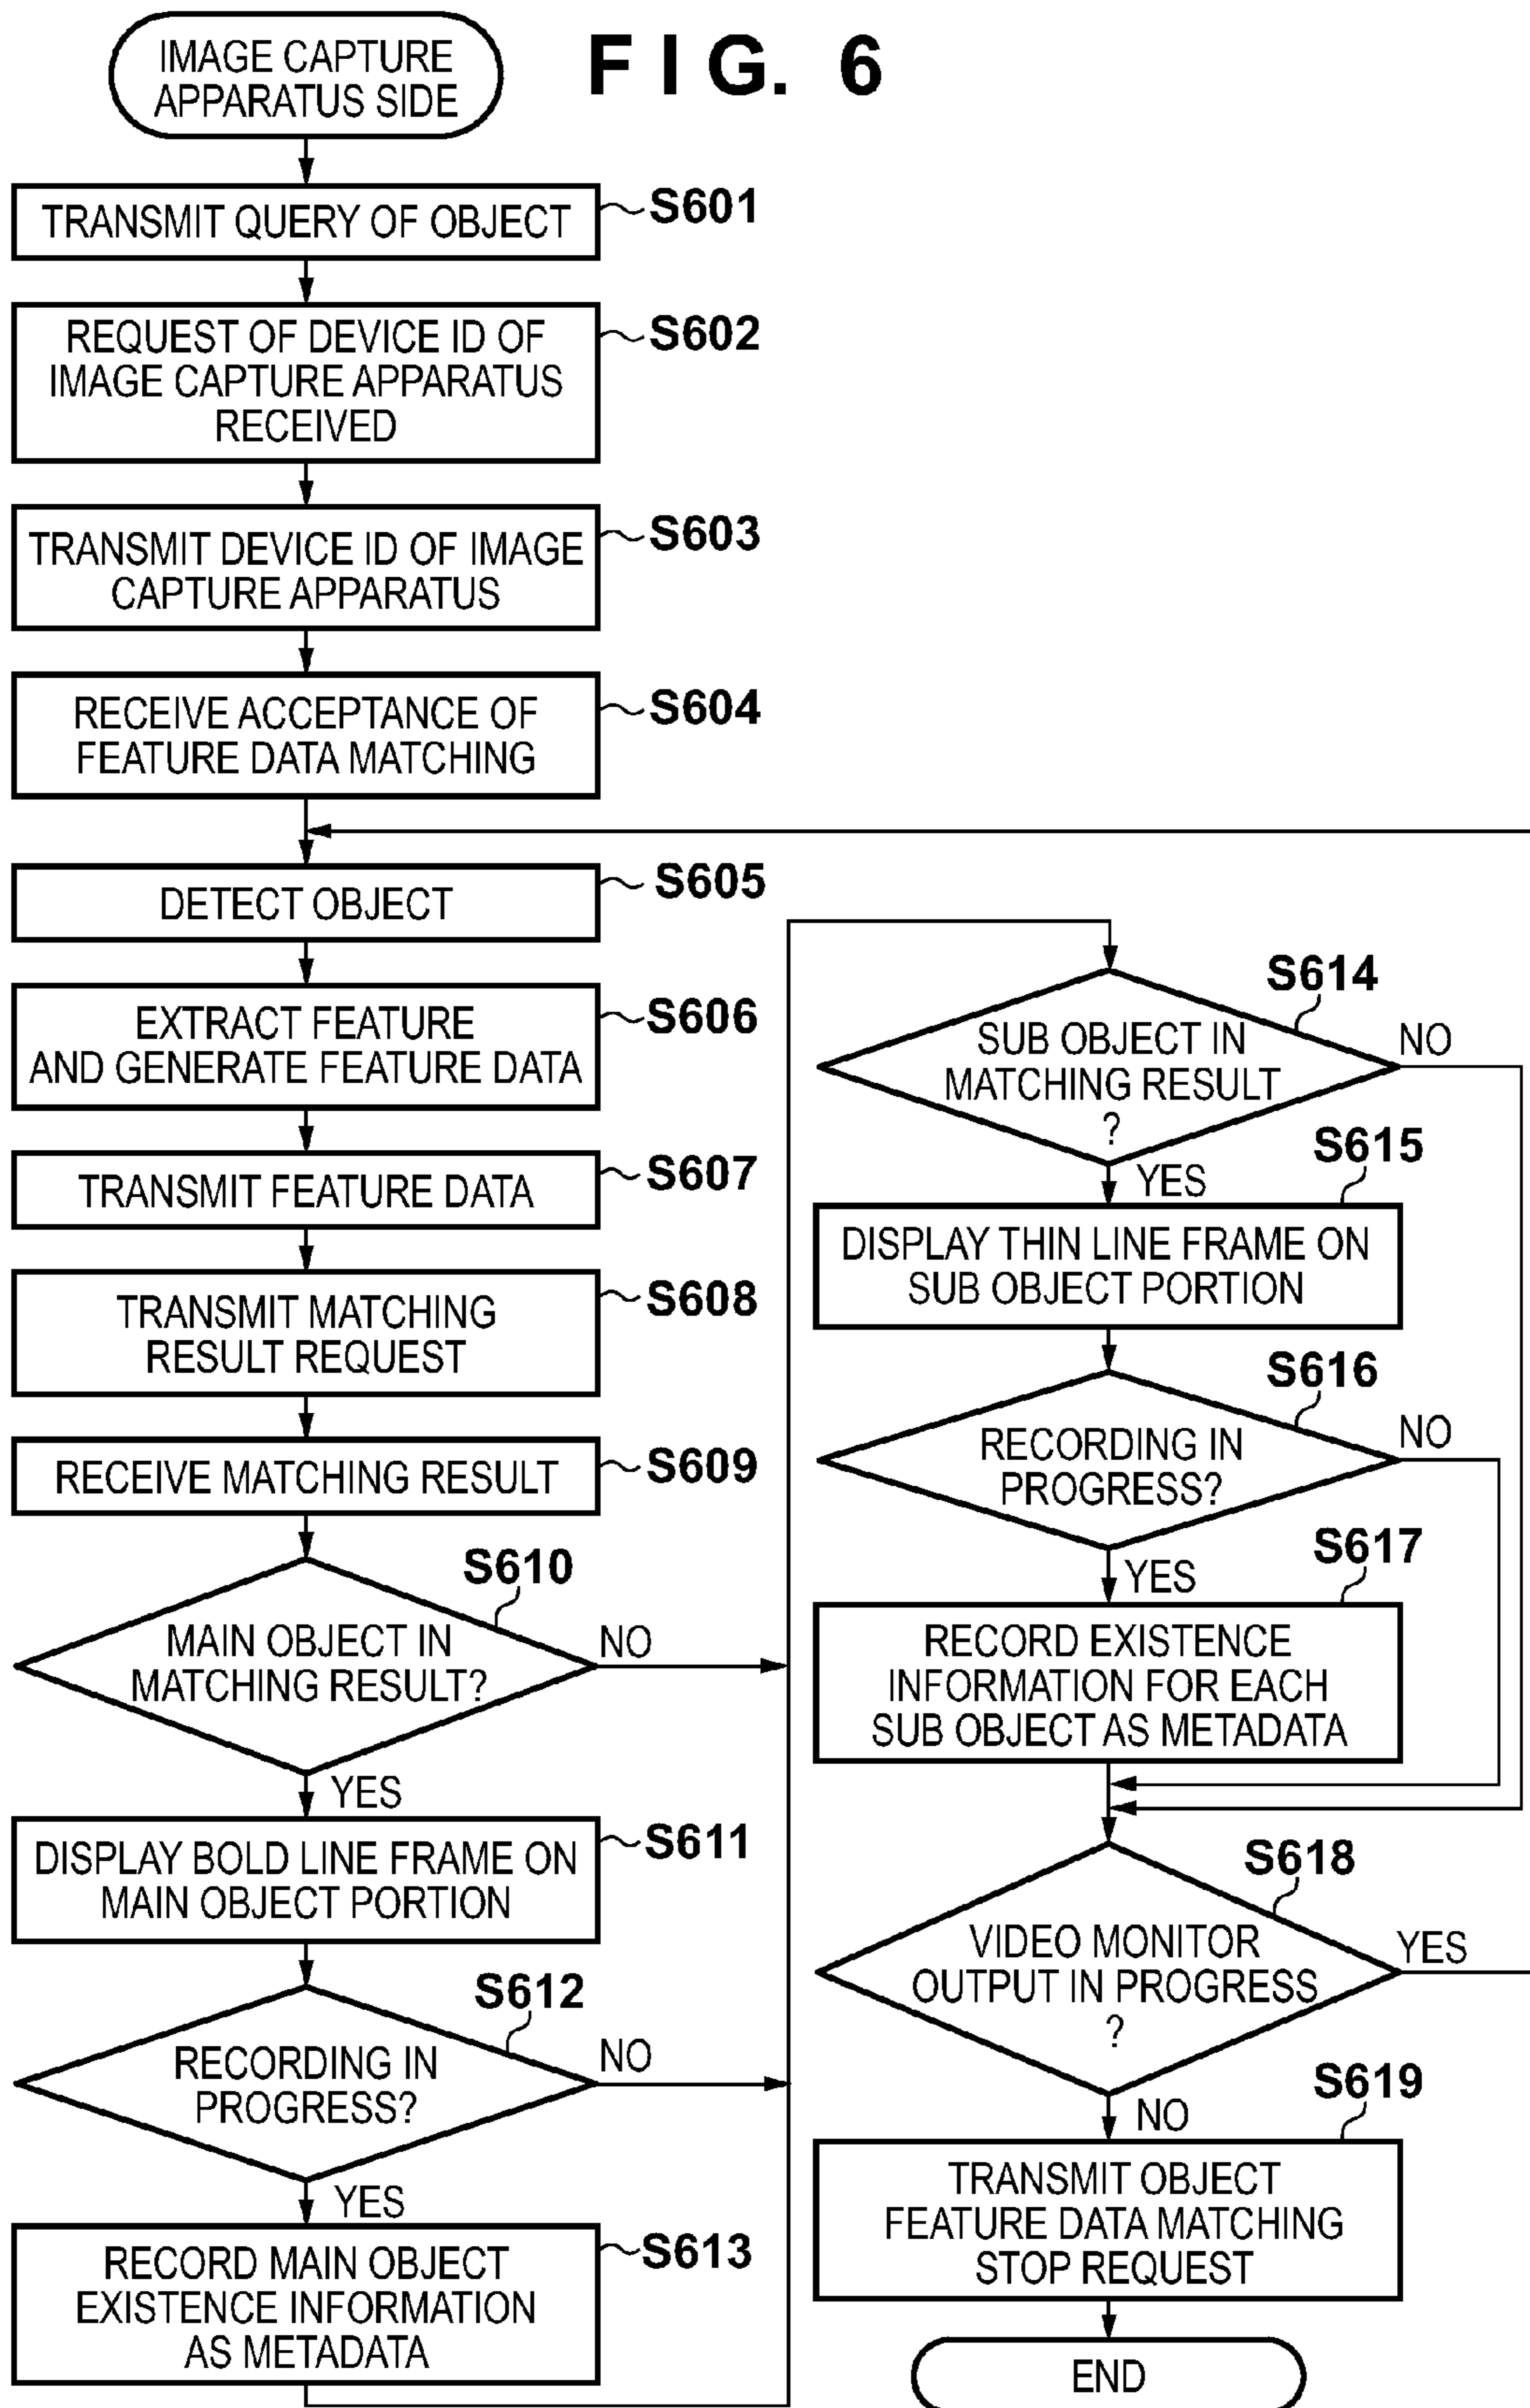 FIG. 6
IMAGE CAPTURE
APPARATUS SIDE
TRANSMIT QUERY OF OBJECT
S601
REQUEST OF DEVICE ID OF
IMAGE CAPTURE APPARATUS
RECEIVED
S602
TRANSMIT DEVICE ID OF IMAGE
CAPTURE APPARATUS
S603
RECEIVE ACCEPTANCE OF
FEATURE DATA MATCHING
S604
DETECT OBJECT
S605
EXTRACT FEATURE
AND GENERATE FEATURE DATA
S606
TRANSMIT FEATURE DATA
S607
TRANSMIT MATCHING
RESULT REQUEST
S608
RECEIVE MATCHING RESULT
S609
S610
MAIN OBJECT IN
MATCHING RESULT?
NO
YES
DISPLAY BOLD LINE FRAME ON
MAIN OBJECT PORTION
S611
S612
RECORDING IN
PROGRESS?
NO
YES
RECORD MAIN OBJECT
EXISTENCE INFORMATION
AS METADATA
S613
S614
SUB OBJECT IN
MATCHING RESULT
?
NO
YES
S615
DISPLAY THIN LINE FRAME ON
SUB OBJECT PORTION
S616
RECORDING IN
PROGRESS?
NO
YES
S617
RECORD EXISTENCE
INFORMATION FOR EACH
SUB OBJECT AS METADATA
S618
VIDEO MONITOR
OUTPUT IN PROGRESS
?
YES
NO
S619
TRANSMIT OBJECT
FEATURE DATA MATCHING
STOP REQUEST
END